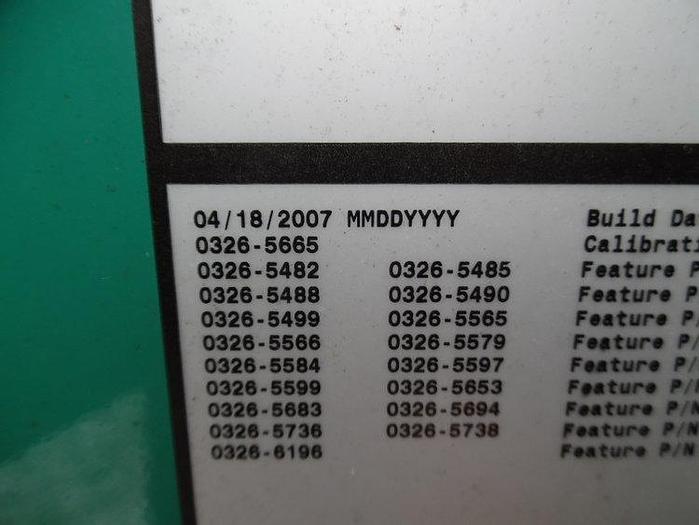 04/18/2007 MMDDYYYY Build Da
0326-5665 Calibrati
0326-5482 0326-5485 Feature P
0326-5488 0326-5490 Feature P
0326-5499 0326-5565 Feature P/
0326-5566 0326-5579 Feature P/
0326-5584 0326-5597 Feature P/
0326-5599 0326-5653 Feature P/
0326-5683 0326-5694 Feature P/N
0326-5736 0326-5738 Feature P/N
0326-6196 Feature P/N